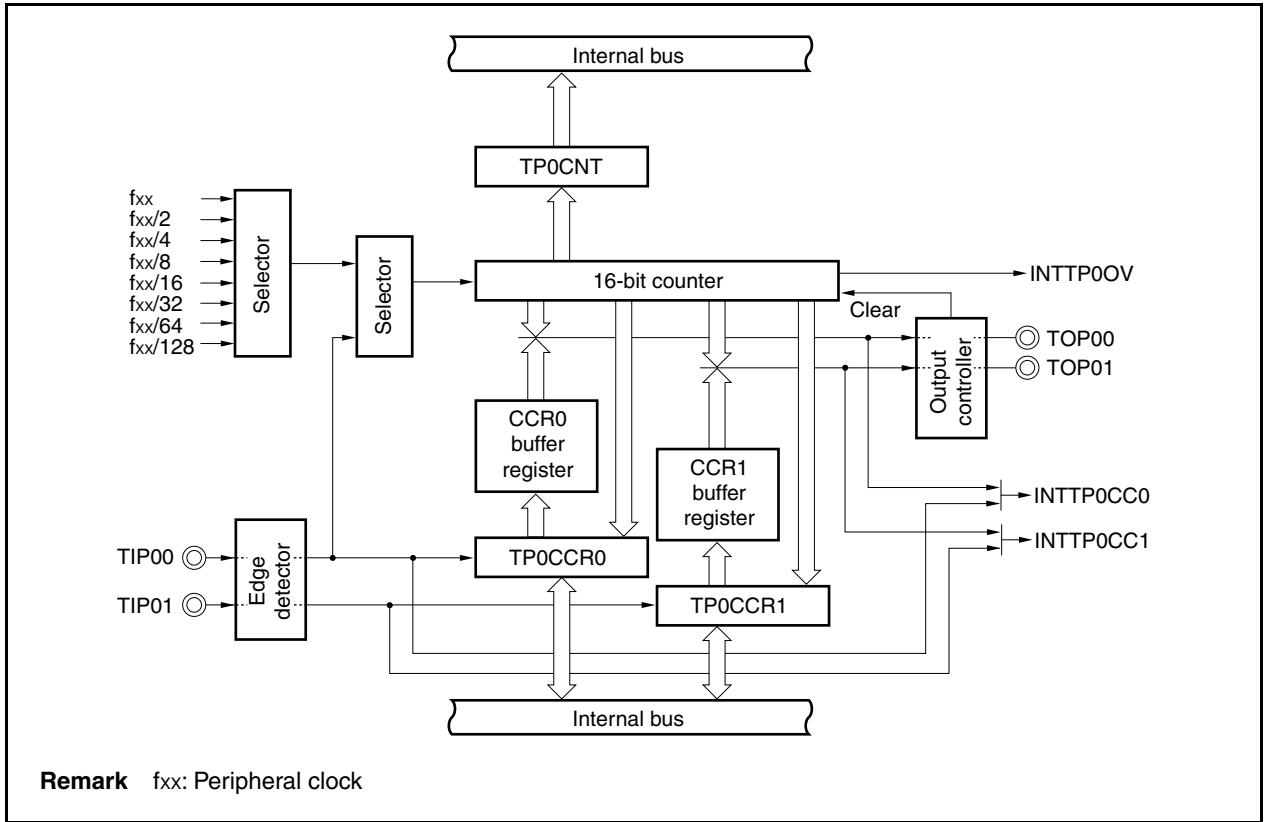 Internal bus
TP0CNT
fxx
fxx/2
fxx/4
fxx/8
fxx/16
fxx/32
fxx/64
fxx/128
Selector
Selector
16-bit counter
INTTP0OV
Clear
TOP00
TOP01
Output
controller
CCR0
buffer
register
CCR1
buffer
register
INTTP0CC0
INTTP0CC1
TIP00
TIP01
Edge
detector
TP0CCR0
TP0CCR1
Internal bus
Remark fxx: Peripheral clock